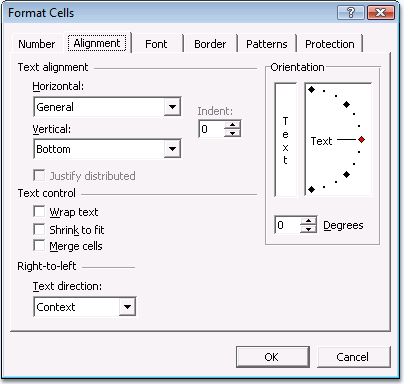 Format Cells
Number Alignment Font Border Patterns Protection
Text alignment
Horizontal:
General
Indent:
0
Vertical:
Bottom
Justify distributed
Text control
Wrap text
Shrink to fit
Merge cells
Right-to-left
Text direction:
Context
Orientation
T
e
x
t
Text
0 Degrees
OK Cancel